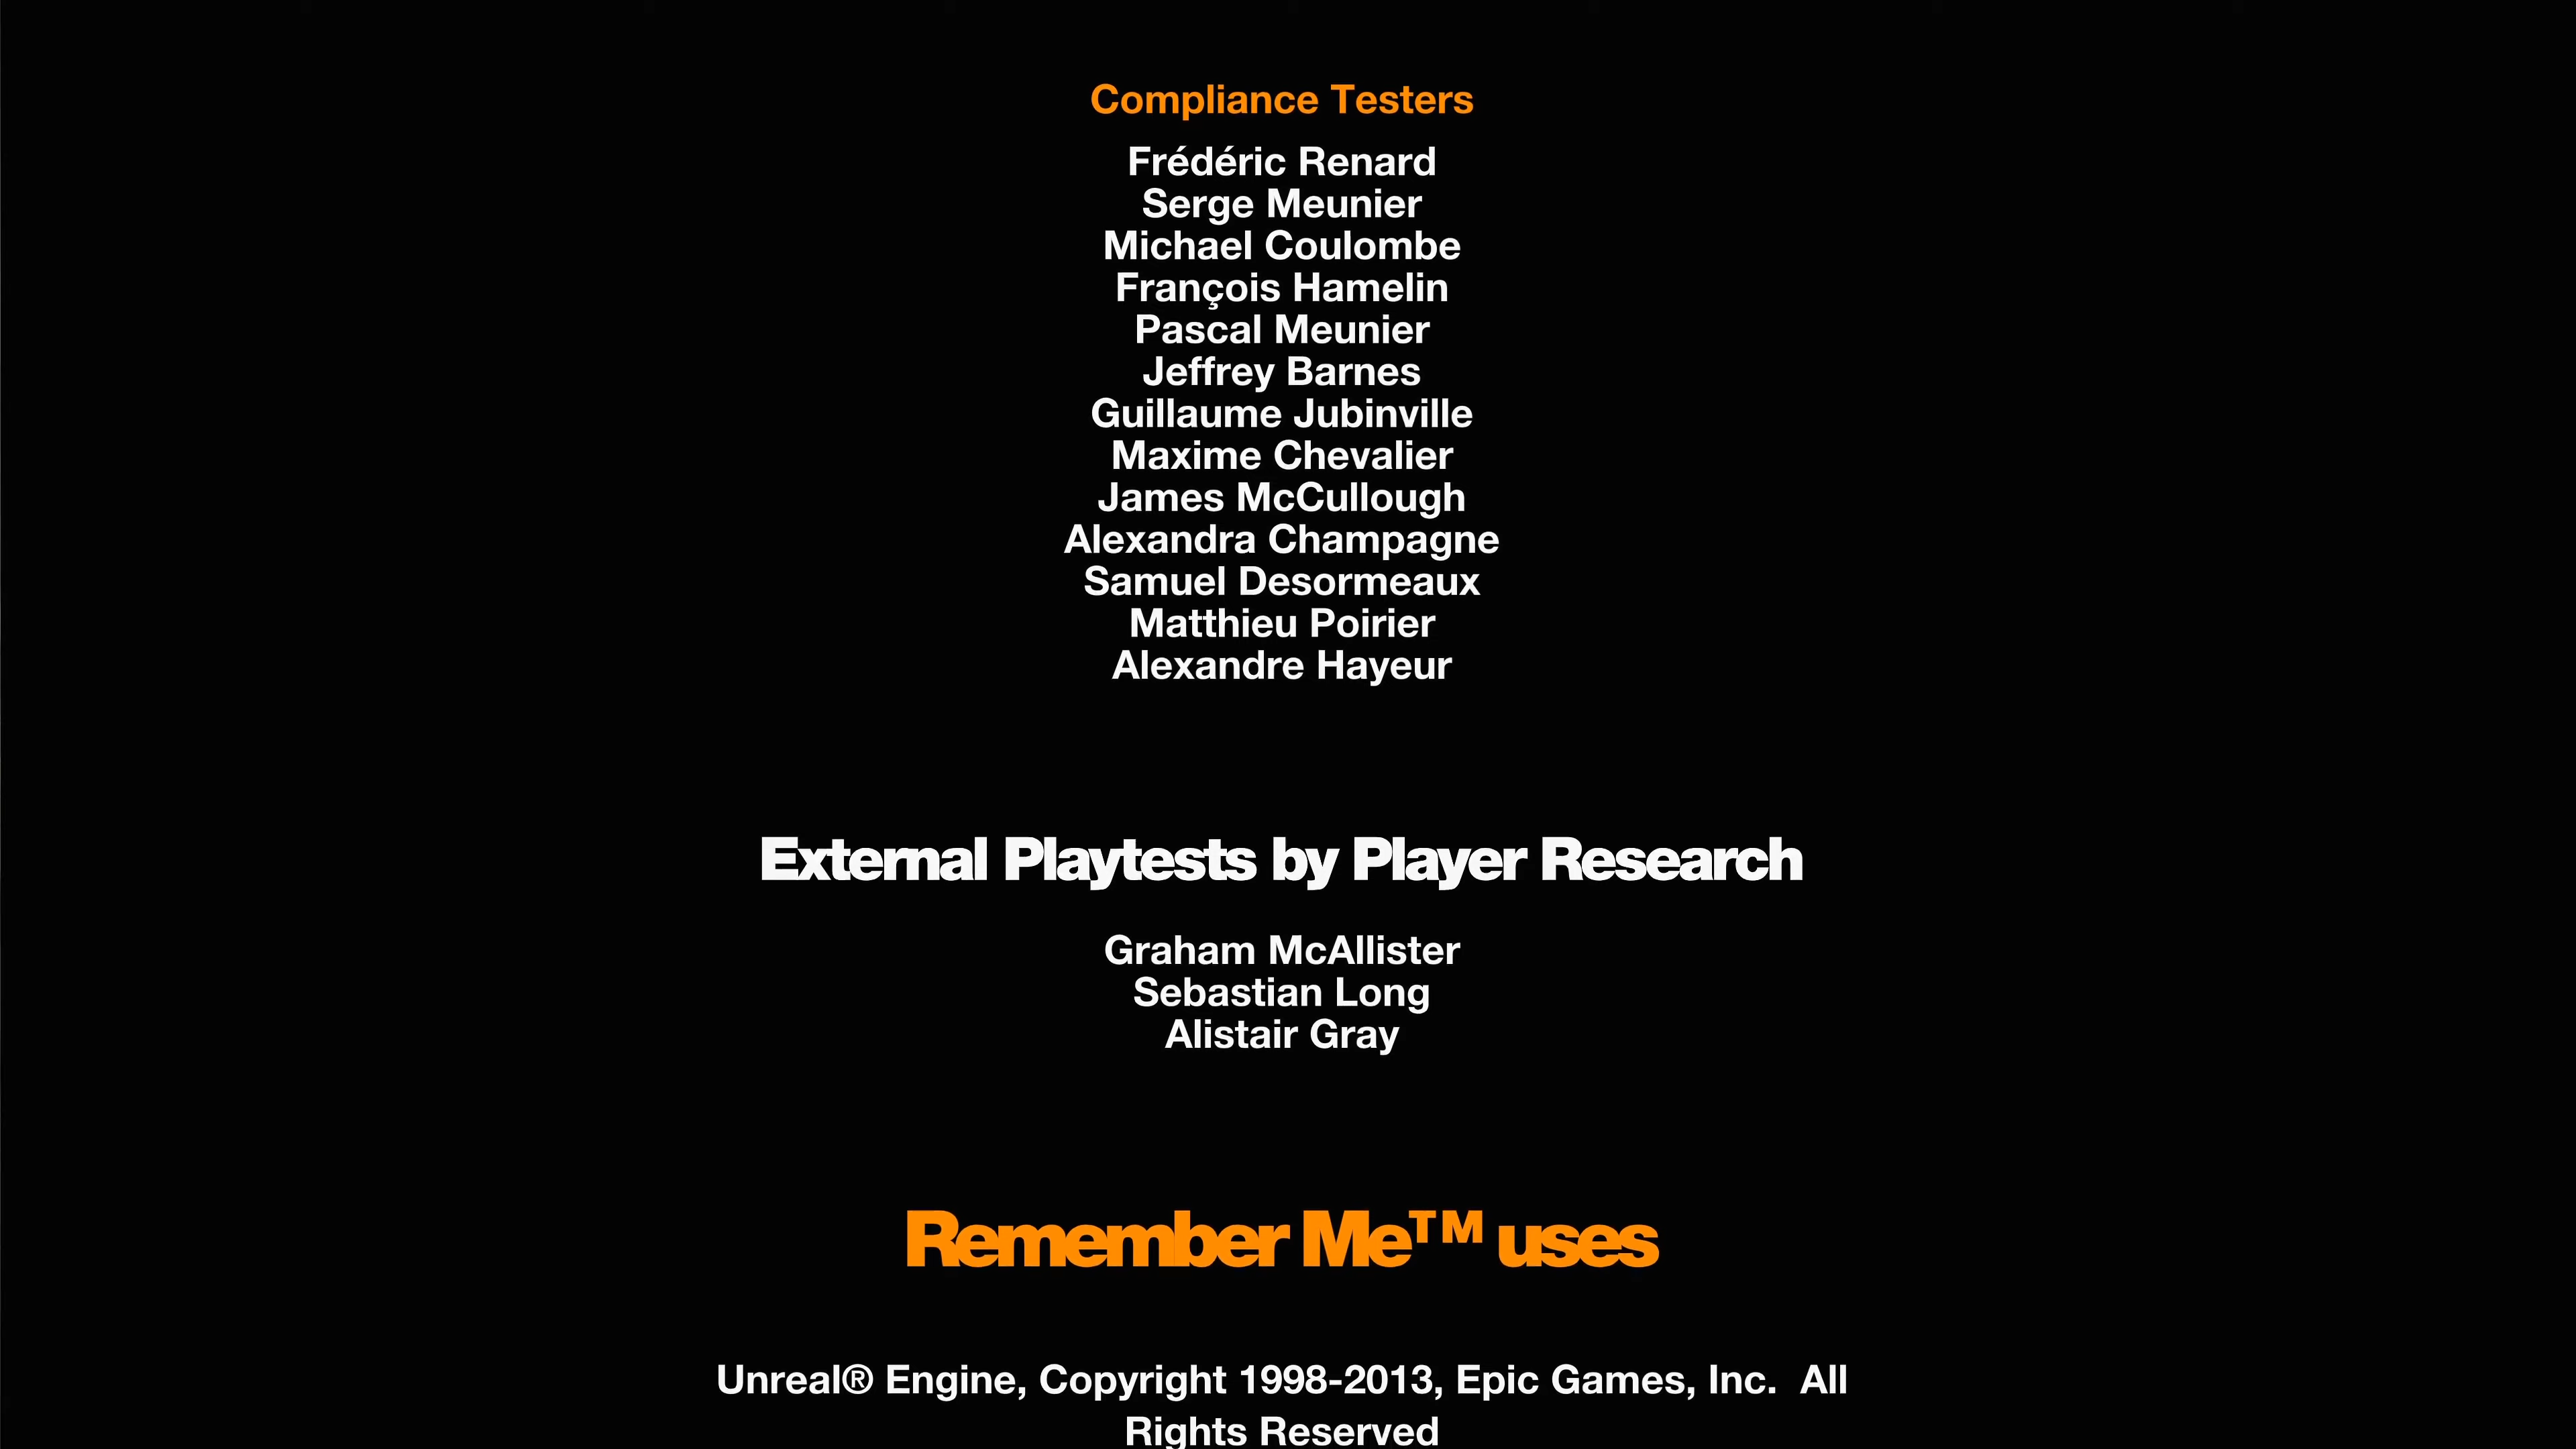 Compliance Testers
Frédéric Renard
Serge Meunier
Michael Coulombe
François Hamelin
Pascal Meunier
Jeffrey Barnes
Guillaume Jubinville
Maxime Chevalier
James McCullough
Alexandra Champagne
Samuel Desormeaux
Matthieu Poirier
Alexandre Hayeur
External Playtests by Player Research
Graham McAllister
Sebastian Long
Alistair Gray
Remember Me™ uses
Unreal® Engine, Copyright 1998-2013, Epic Games, Inc.  All
Rights Reserved